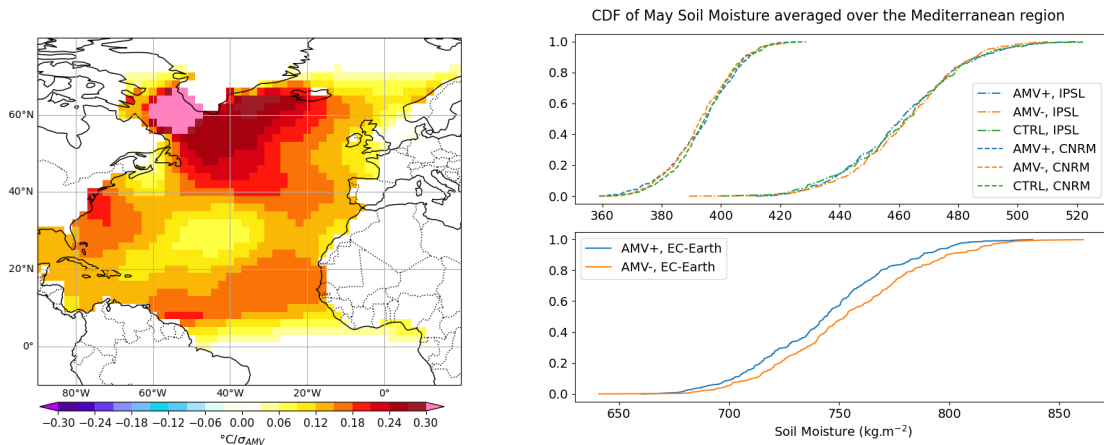 60°N
40°N
20°N
0°
80°W 60°W 40°W 20°W 0°
−0.30 −0.24 −0.18 −0.12 −0.06 0.00 0.06 0.12 0.18 0.24 0.30
°C/σAMV
CDF of May Soil Moisture averaged over the Mediterranean region
1.0
0.8
0.6
0.4
0.2
0.0
AMV+, IPSL
AMV-, IPSL
CTRL, IPSL
AMV+, CNRM
AMV-, CNRM
CTRL, CNRM
360 380 400 420 440 460 480 500 520
1.0
0.8
0.6
0.4
0.2
0.0
AMV+, EC-Earth
AMV-, EC-Earth
650 700 750 800 850
Soil Moisture (kg.m⁻²)